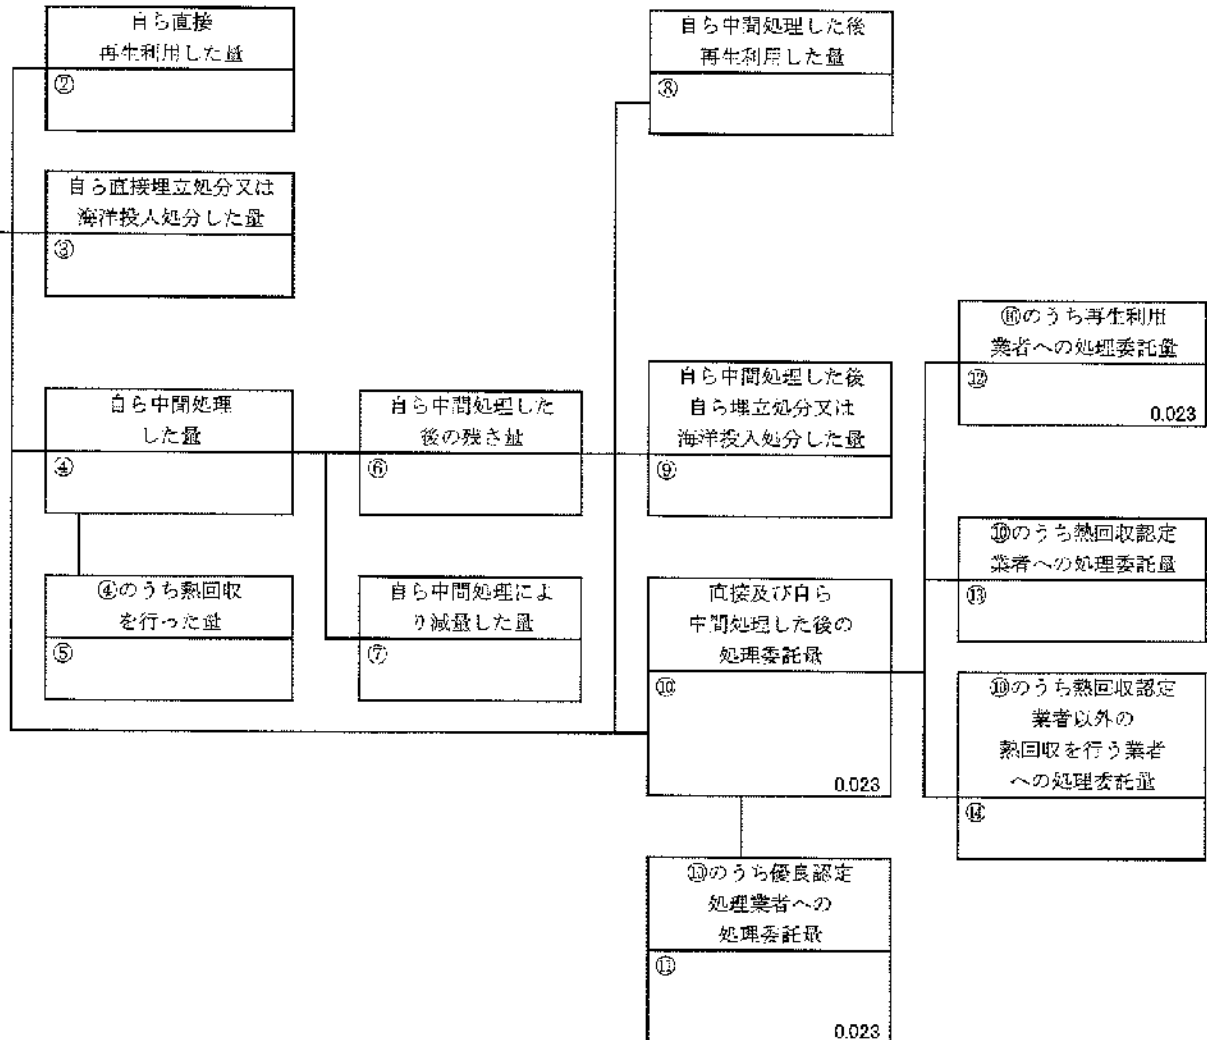 自ら直接
再生利用した量
②
自ら中間処理した後
再生利用した量
⑧
自ら直接埋立処分又は
海洋投入処分した量
③
⑩のうち再生利用
業者への処理委託量
⑫
0.023
自ら中間処理
した量
④
自ら中間処理した
後の残さ量
⑥
自ら中間処理した後
自ら埋立処分又は
海洋投入処分した量
⑨
⑩のうち熱回収認定
業者への処理委託量
⑬
④のうち熱回収
を行った量
⑤
自ら中間処理によ
り減量した量
⑦
直接及び自ら
中間処理した後の
処理委託量
⑩
0.023
⑩のうち熱回収認定
業者以外の
熱回収を行う業者
への処理委託量
⑭
⑩のうち優良認定
処理業者への
処理委託量
⑪
0.023